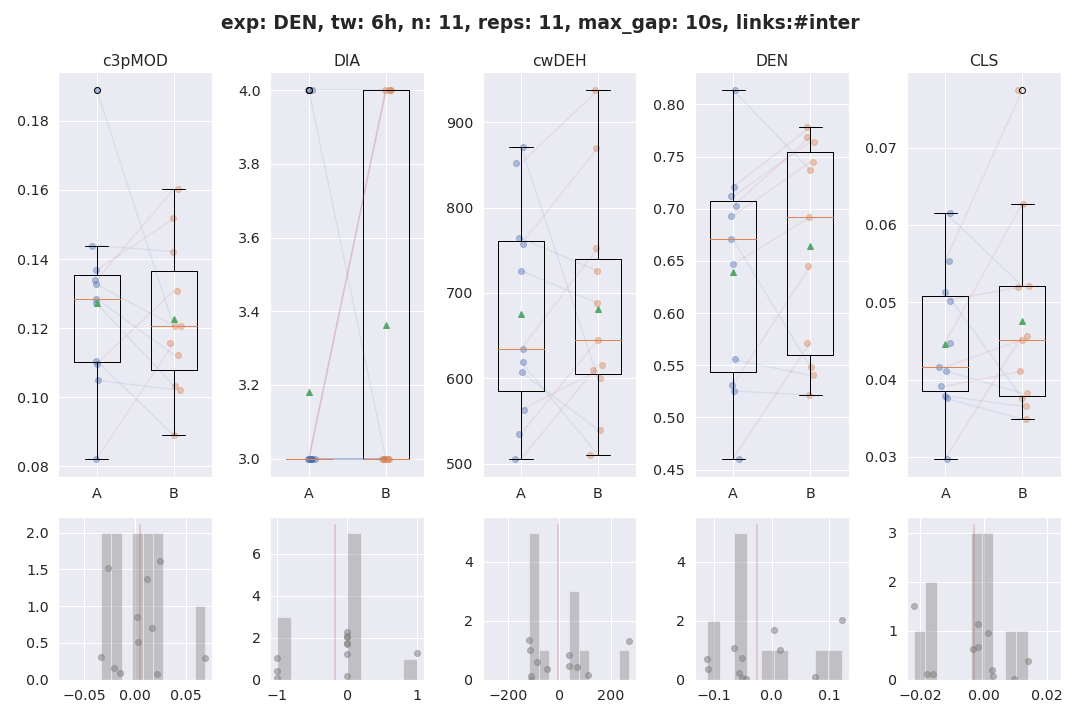 exp: DEN, tw: 6h, n: 11, reps: 11, max_gap: 10s, links:#inter
c3pMOD DIA cwDEH DEN CLS
0.18 4.0 900 0.80 0.07
0.16 3.8 800 0.75 0.06
0.14 3.6 700 0.70 0.05
0.12 3.4 600 0.65 0.04
0.10 3.2 500 0.60 0.03
0.08 3.0 0.55
0.50
0.45
A B A B A B A B A B
2.0 6 4 4 3
1.5 4 2 2 2
1.0 2 0 0 1
0.5 0 0
0.0
−0.05 0.00 0.05 −1 0 1 −200 0 200 −0.1 0.0 0.1 −0.02 0.00 0.02